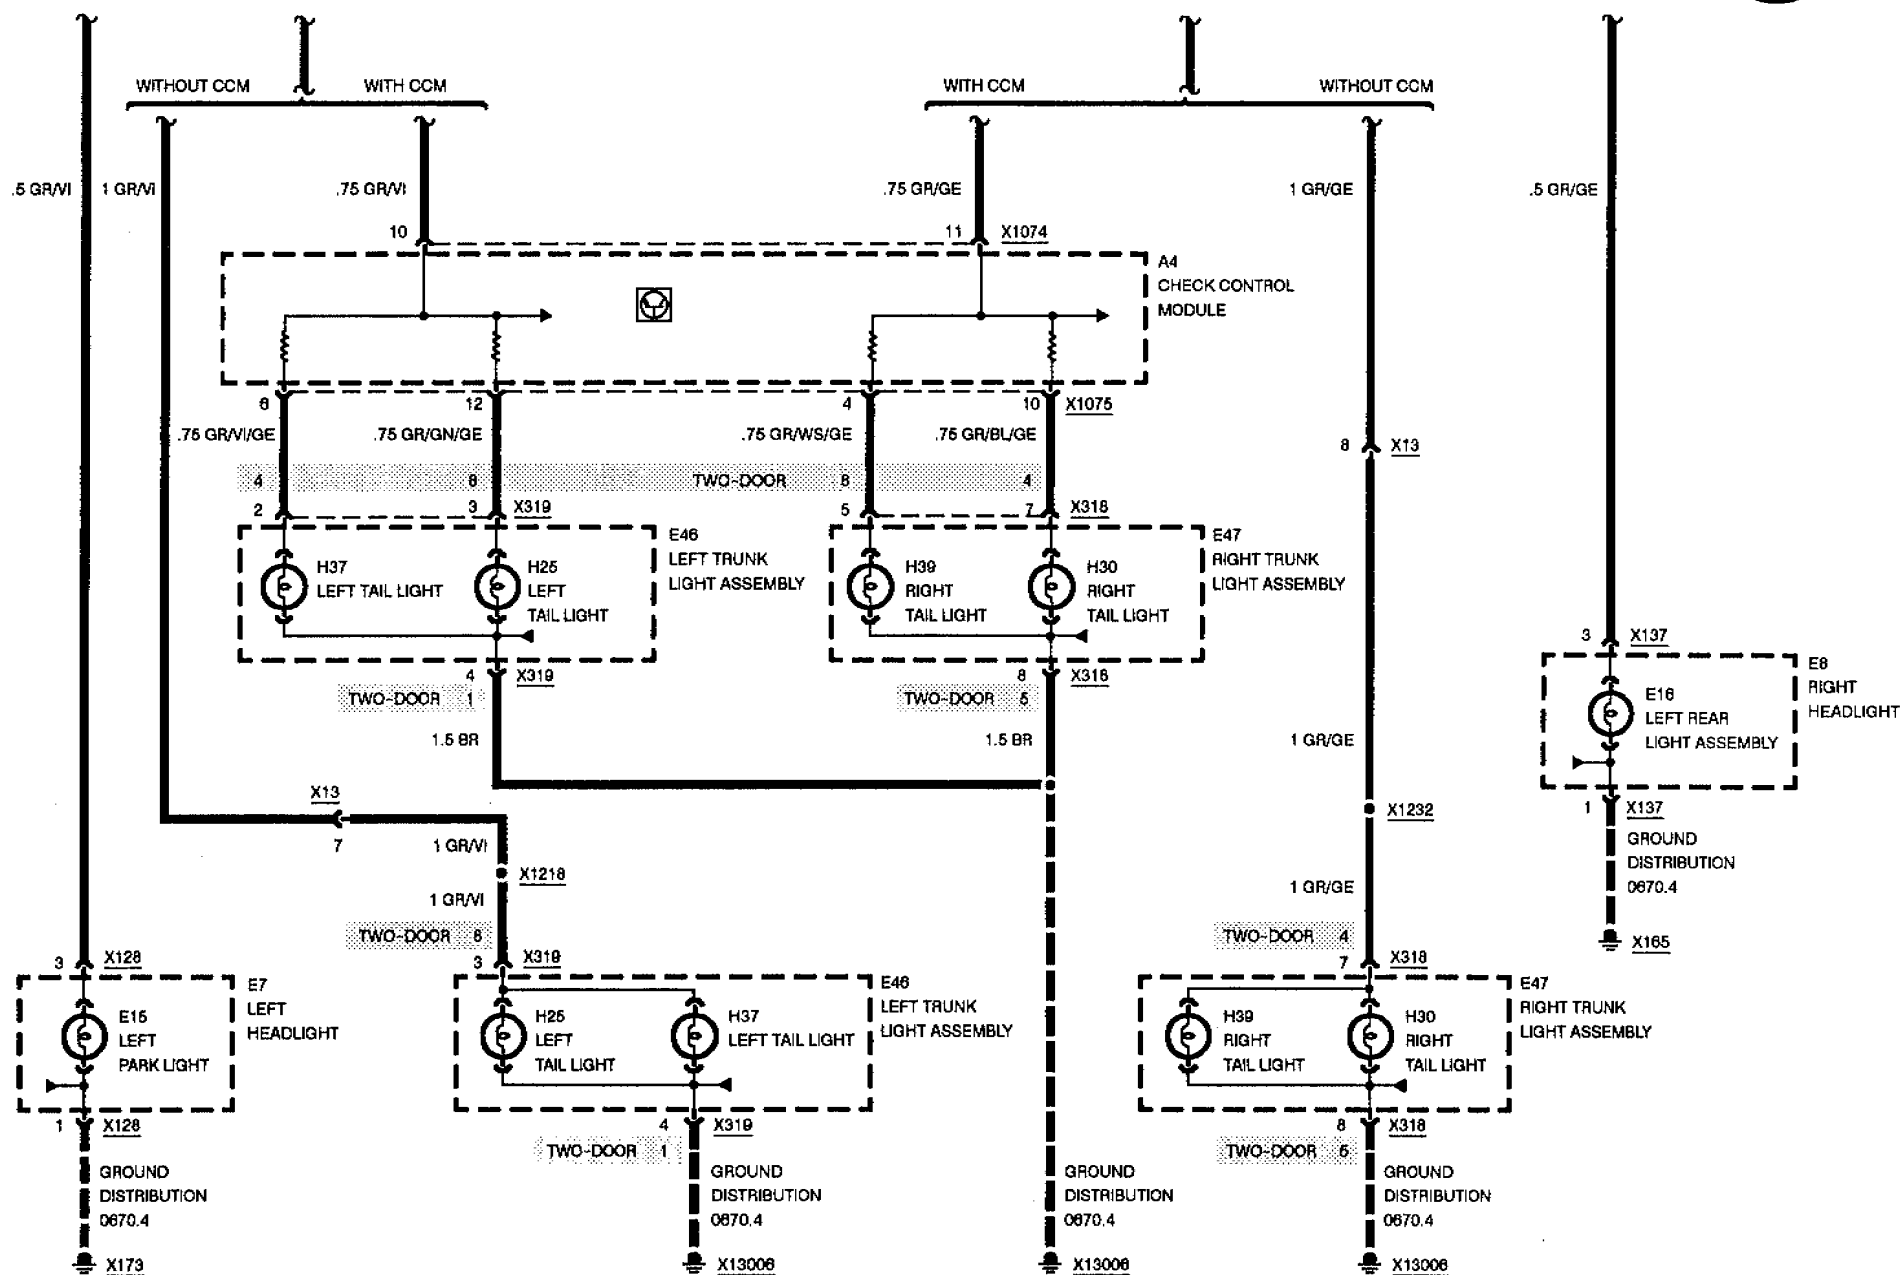 WITHOUT CCM
WITH CCM
WITH CCM
WITHOUT CCM
.5 GR/VI
1 GR/VI
.75 GR/VI
.75 GR/GE
1 GR/GE
.5 GR/GE
10
11
X1074
A4
CHECK CONTROL
MODULE
6
12
4
10
X1075
.75 GR/VI/GE
.75 GR/GN/GE
.75 GR/WS/GE
.75 GR/BL/GE
8
X13
4
8
TWO-DOOR
8
4
2
3
X319
5
7
X318
E46
LEFT TRUNK
LIGHT ASSEMBLY
E47
RIGHT TRUNK
LIGHT ASSEMBLY
H37
LEFT TAIL LIGHT
H25
LEFT
TAIL LIGHT
H39
RIGHT
TAIL LIGHT
H30
RIGHT
TAIL LIGHT
3
X137
E8
RIGHT
HEADLIGHT
E16
LEFT REAR
LIGHT ASSEMBLY
4
X319
8
X318
TWO-DOOR 1
TWO-DOOR 5
1.5 BR
1.5 BR
1 GR/GE
1
X137
GROUND
DISTRIBUTION
0670.4
X165
X13
7
1 GR/VI
X1232
X1218
1 GR/VI
1 GR/GE
TWO-DOOR 8
TWO-DOOR 4
3
X128
3
X319
7
X318
E7
LEFT
HEADLIGHT
E15
LEFT
PARK LIGHT
H25
LEFT
TAIL LIGHT
H37
LEFT TAIL LIGHT
E46
LEFT TRUNK
LIGHT ASSEMBLY
H39
RIGHT
TAIL LIGHT
H30
RIGHT
TAIL LIGHT
E47
RIGHT TRUNK
LIGHT ASSEMBLY
1
X128
4
X319
8
X318
TWO-DOOR 1
TWO-DOOR 5
GROUND
DISTRIBUTION
0670.4
GROUND
DISTRIBUTION
0670.4
GROUND
DISTRIBUTION
0670.4
GROUND
DISTRIBUTION
0670.4
X173
X13006
X13006
X13006